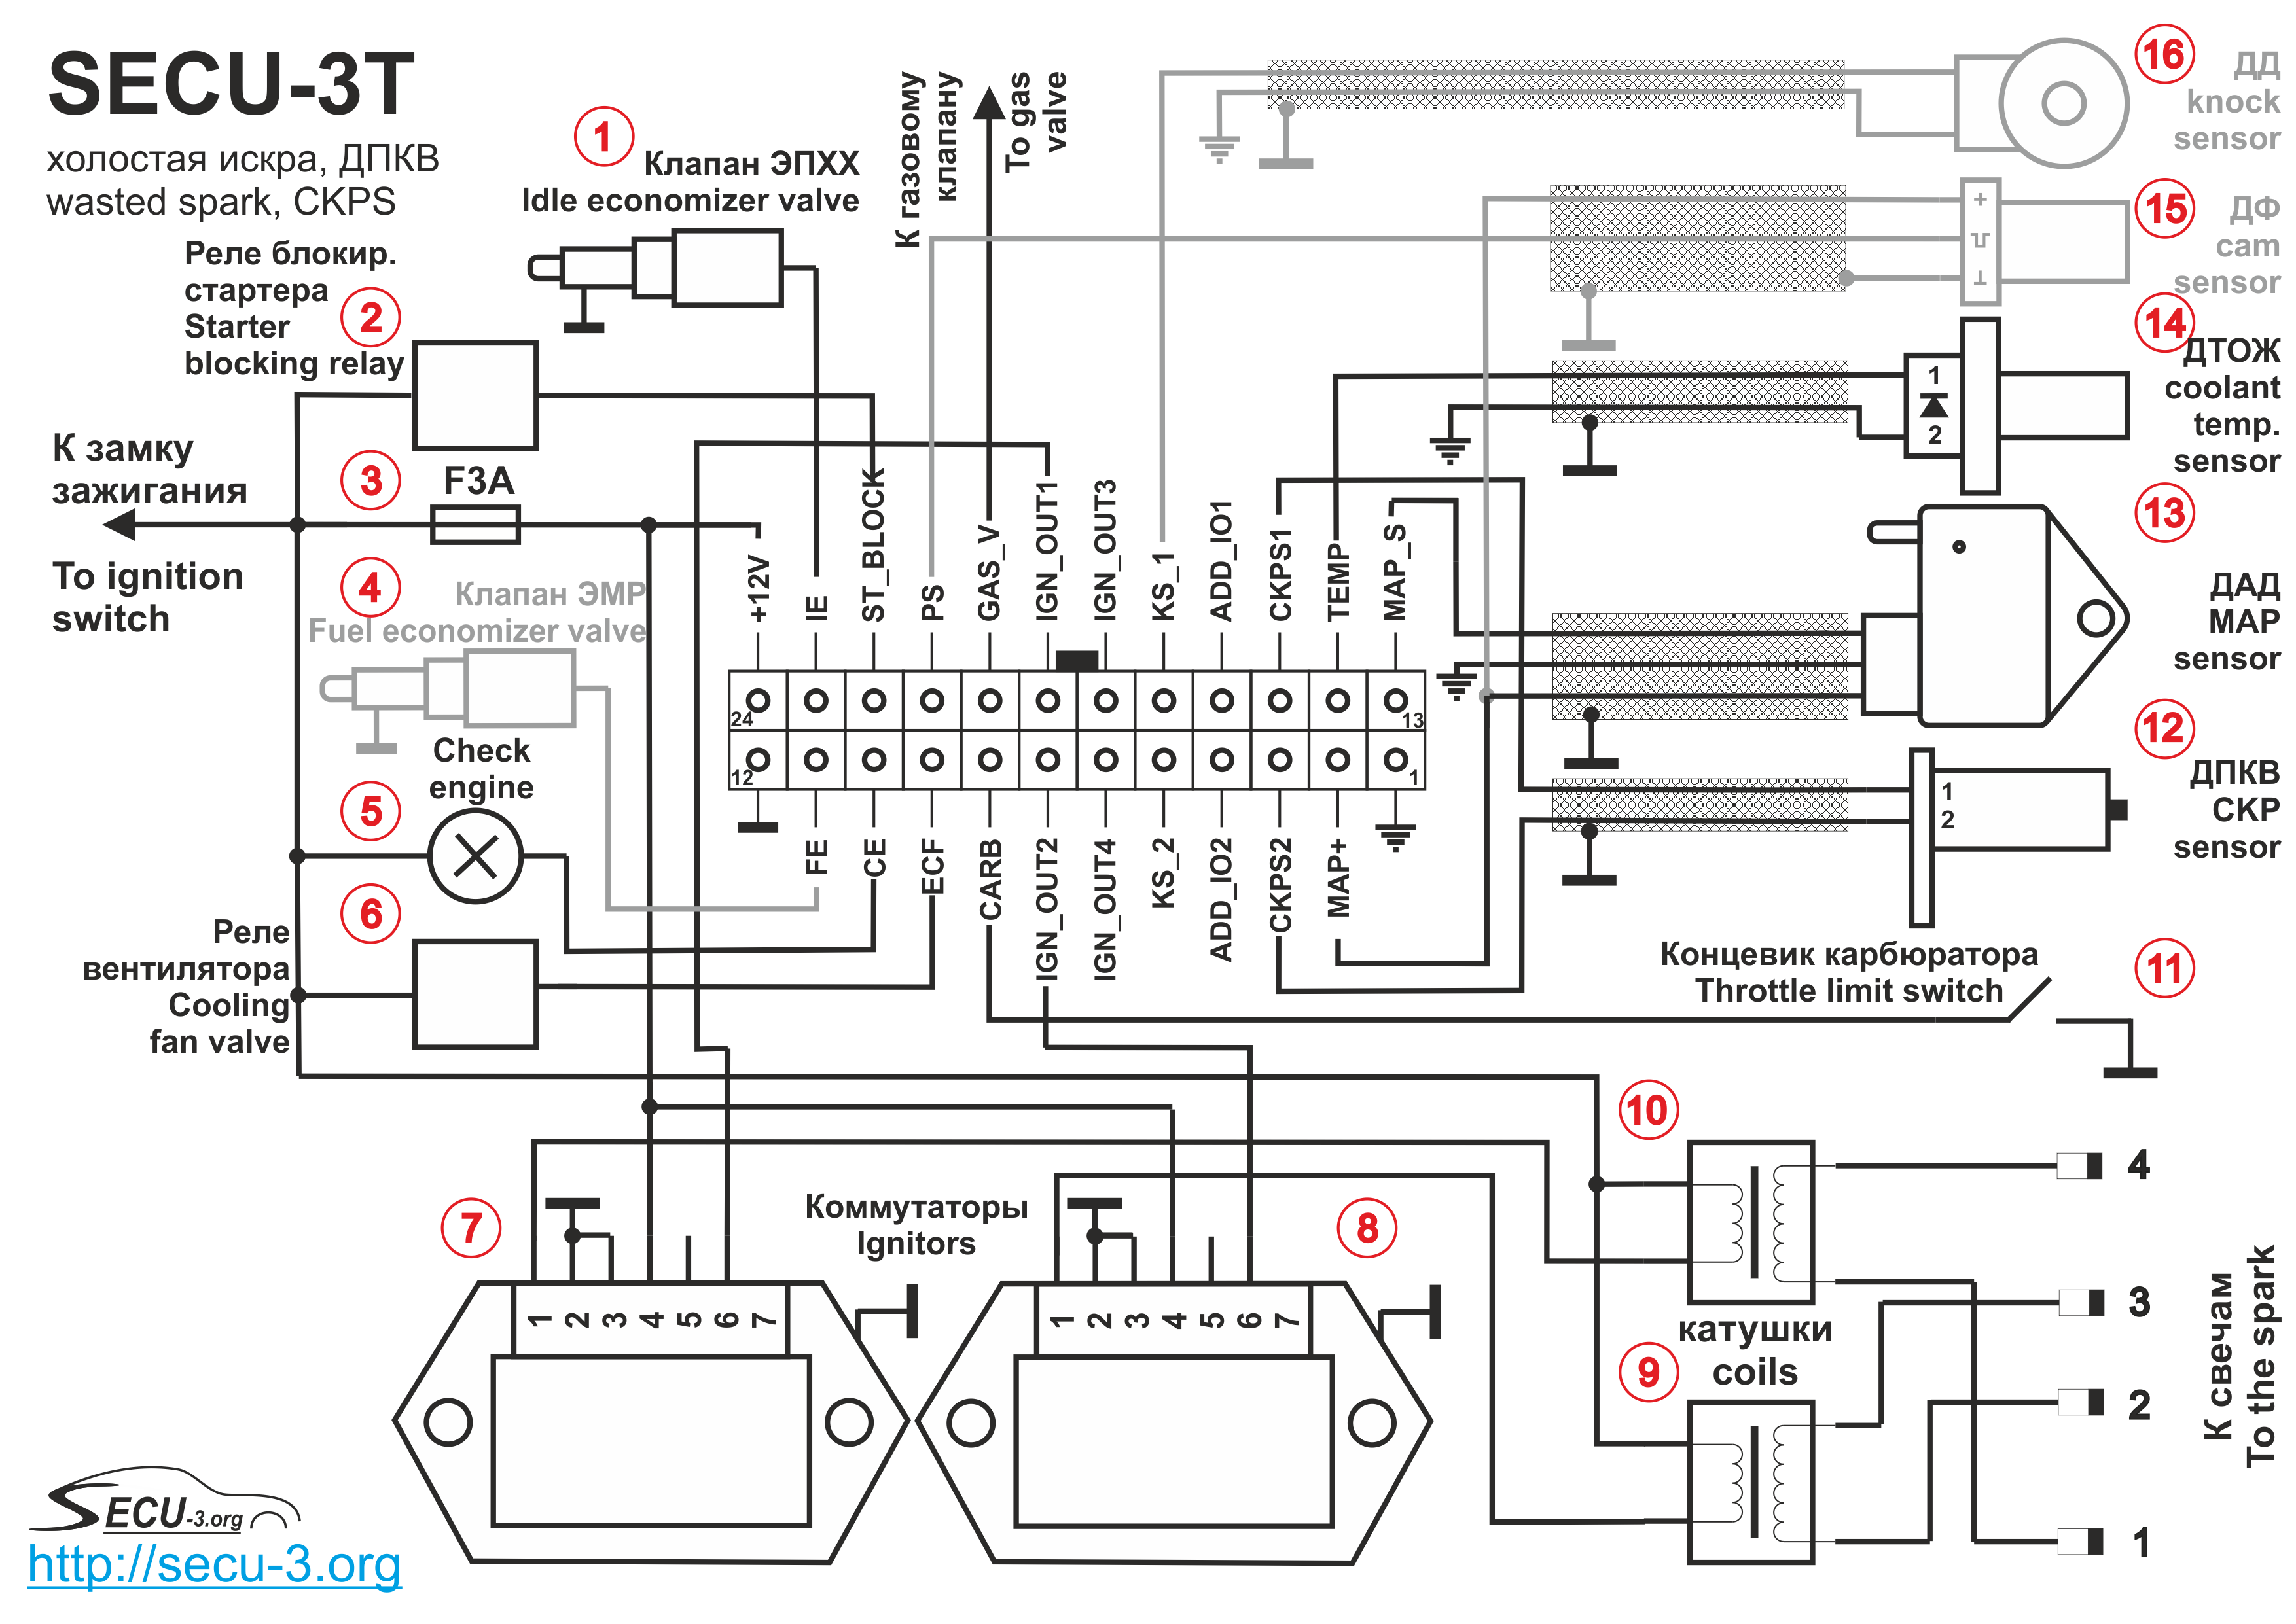 SECU-3T
холостая искра, ДПКВ
wasted spark, CKPS
1
Клапан ЭПХХ
Idle economizer valve
К газовому
клапану
To gas
valve
16
ДД
knock
sensor
15
ДФ
cam
sensor
+
14
ДТОЖ
coolant
temp.
sensor
1
2
Реле блокир.
стартера
Starter
blocking relay
2
К замку
зажигания
To ignition
switch
3
F3A
4
Клапан ЭМР
Fuel economizer valve
13
ДАД
MAP
sensor
+12V
IE
ST_BLOCK
PS
GAS_V
IGN_OUT1
IGN_OUT3
KS_1
ADD_IO1
CKPS1
TEMP
MAP_S
24
13
12
1
FE
CE
ECF
CARB
IGN_OUT2
IGN_OUT4
KS_2
ADD_IO2
CKPS2
MAP+
Check
engine
5
12
ДПКВ
CKP
sensor
1
2
6
Реле
вентилятора
Cooling
fan valve
Концевик карбюратора
Throttle limit switch
11
7
Коммутаторы
Ignitors
8
1 2 3 4 5 6 7
1 2 3 4 5 6 7
10
катушки
coils
9
4
3
2
1
К свечам
To the spark
SECU-3.org
http://secu-3.org